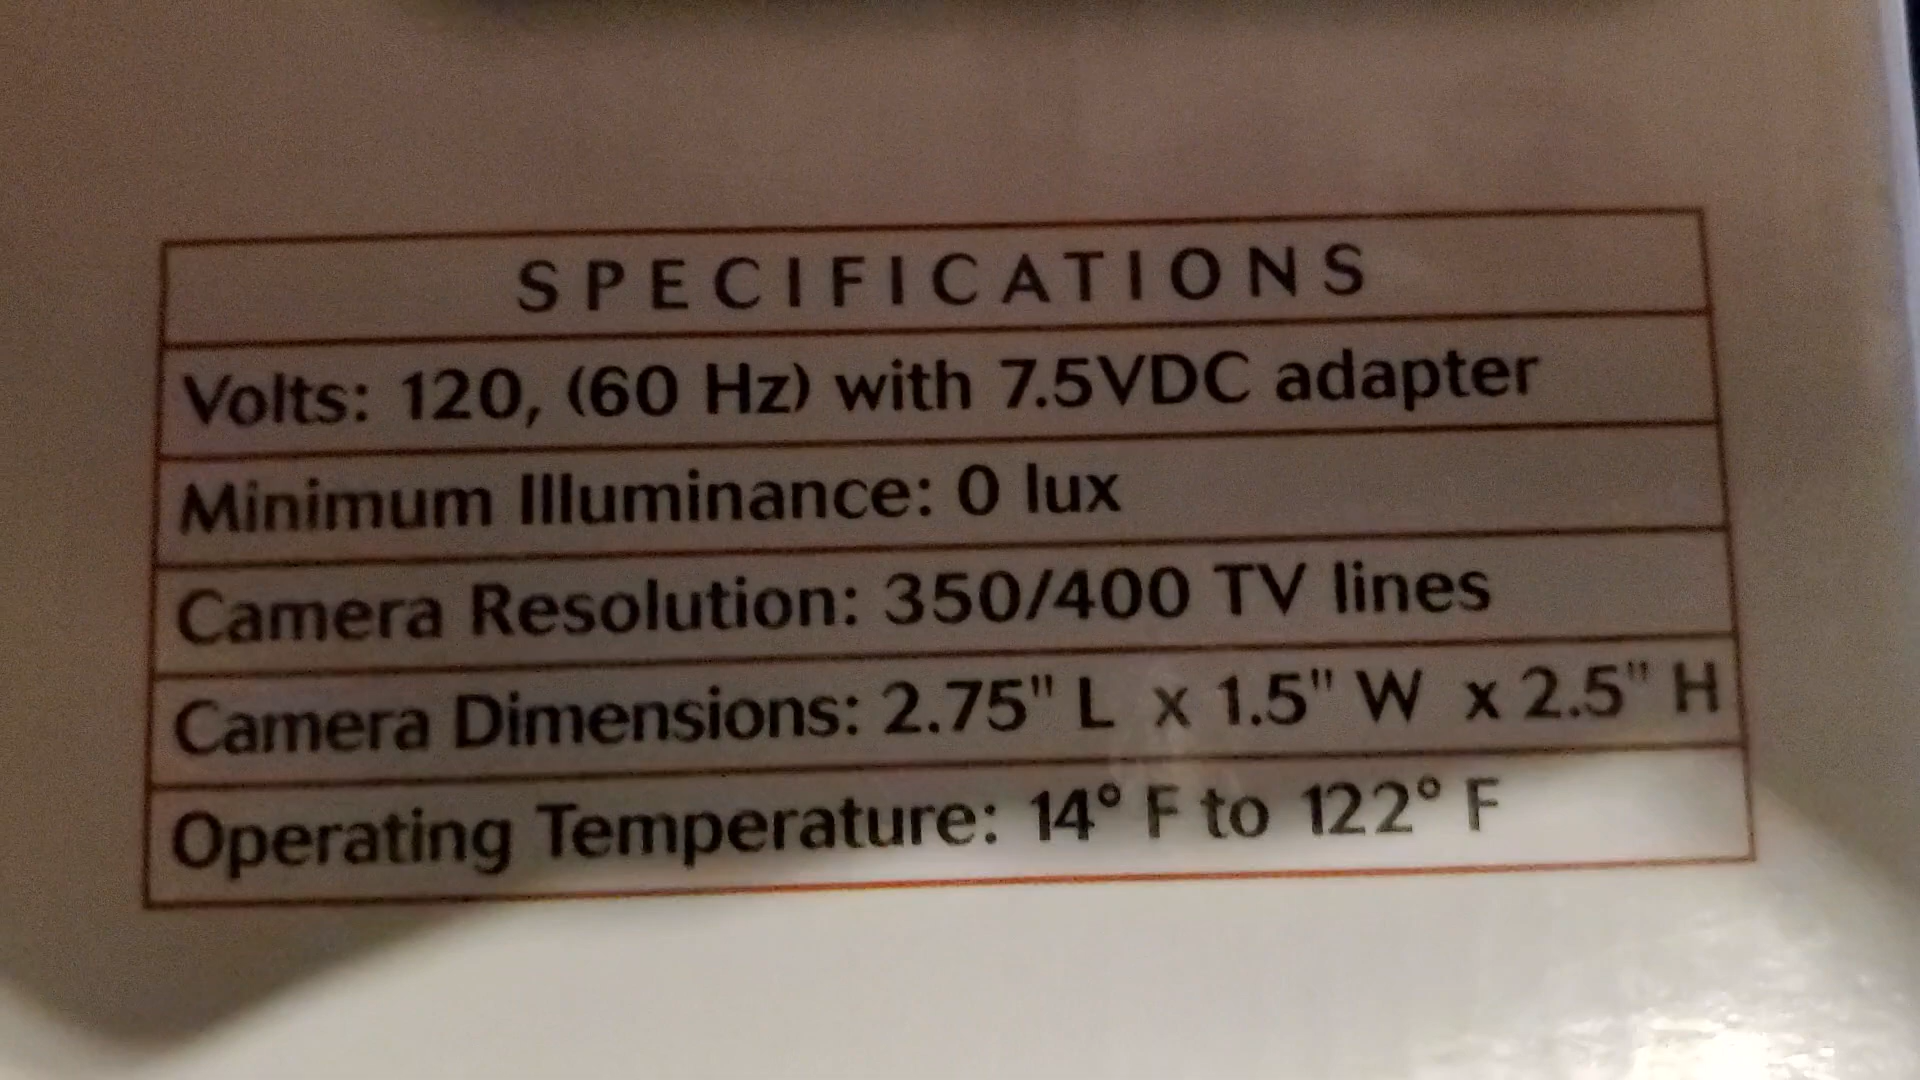 SPECIFICATIONS
Volts: 120, (60 Hz) with 7.5VDC adapter
Minimum Illuminance: 0 lux
Camera Resolution: 350/400 TV lines
Camera Dimensions: 2.75" L x 1.5" W x 2.5" H
Operating Temperature: 14° F to 122° F